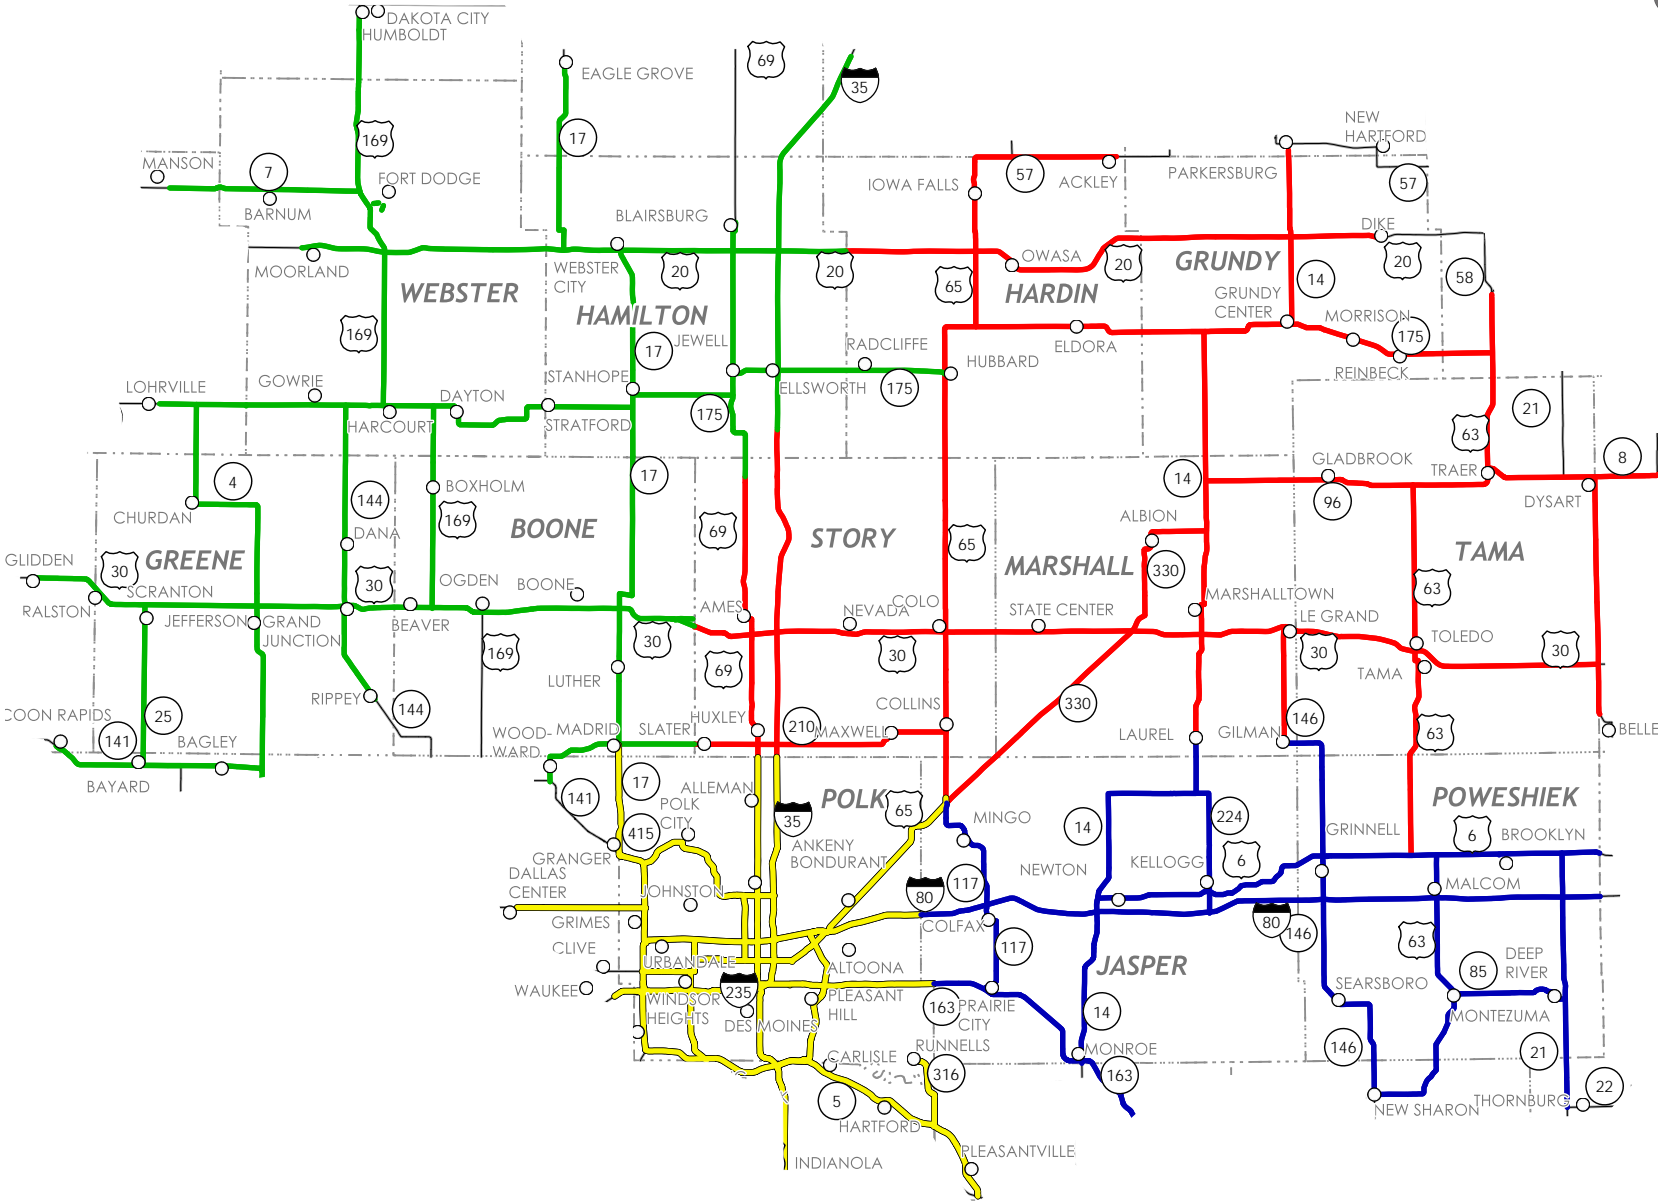 DAKOTA CITY
HUMBOLDT
69
EAGLE GROVE
35
169
17
NEW
HARTFORD
MANSON
7
FORT DODGE
BARNUM
57
IOWA FALLS
ACKLEY
PARKERSBURG
57
BLAIRSBURG
DIKE
MOORLAND
WEBSTER
CITY
20
20
OWASA
20
GRUNDY
20
58
WEBSTER
HAMILTON
65
HARDIN
14
GRUNDY
CENTER
MORRISON
169
17
JEWELL
RADCLIFFE
ELDORA
175
HUBBARD
REINBECK
LOHRVILLE
GOWRIE
DAYTON
STANHOPE
ELLSWORTH
175
175
21
HARCOURT
STRATFORD
63
8
4
17
14
GLADBROOK
TRAER
BOXHOLM
96
DYSART
CHURDAN
144
169
BOONE
69
STORY
65
ALBION
DANA
GLIDDEN
30
GREENE
MARSHALL
330
TAMA
SCRANTON
30
OGDEN
BOONE
63
RALSTON
JEFFERSON
GRAND
JUNCTION
BEAVER
AMES
NEVADA
COLO
STATE CENTER
MARSHALLTOWN
LE GRAND
169
30
30
30
TOLEDO
30
LUTHER
69
TAMA
RIPPEY
144
COLLINS
330
COON RAPIDS
25
141
BAGLEY
WOOD-
WARD
MADRID
SLATER
HUXLEY
210
MAXWELL
LAUREL
GILMAN
146
63
BELLE
BAYARD
141
17
ALLEMAN
POLK
65
POWESHIEK
POLK
CITY
35
MINGO
14
224
415
GRINNELL
6
BROOKLYN
GRANGER
ANKENY
BONDURANT
KELLOGG
6
DALLAS
CENTER
JOHNSTON
80
117
NEWTON
MALCOM
GRIMES
COLFAX
80
146
CLIVE
URBANDALE
ALTOONA
117
JASPER
63
85
DEEP
RIVER
WAUKEE
235
WINDSOR
HEIGHTS
DES MOINES
PLEASANT
HILL
163
PRAIRIE
CITY
14
SEARSBORO
MONTEZUMA
CARLISLE
RUNNELLS
MONROE
146
21
316
163
5
22
HARTFORD
NEW SHARON
THORNBURG
INDIANOLA
PLEASANTVILLE